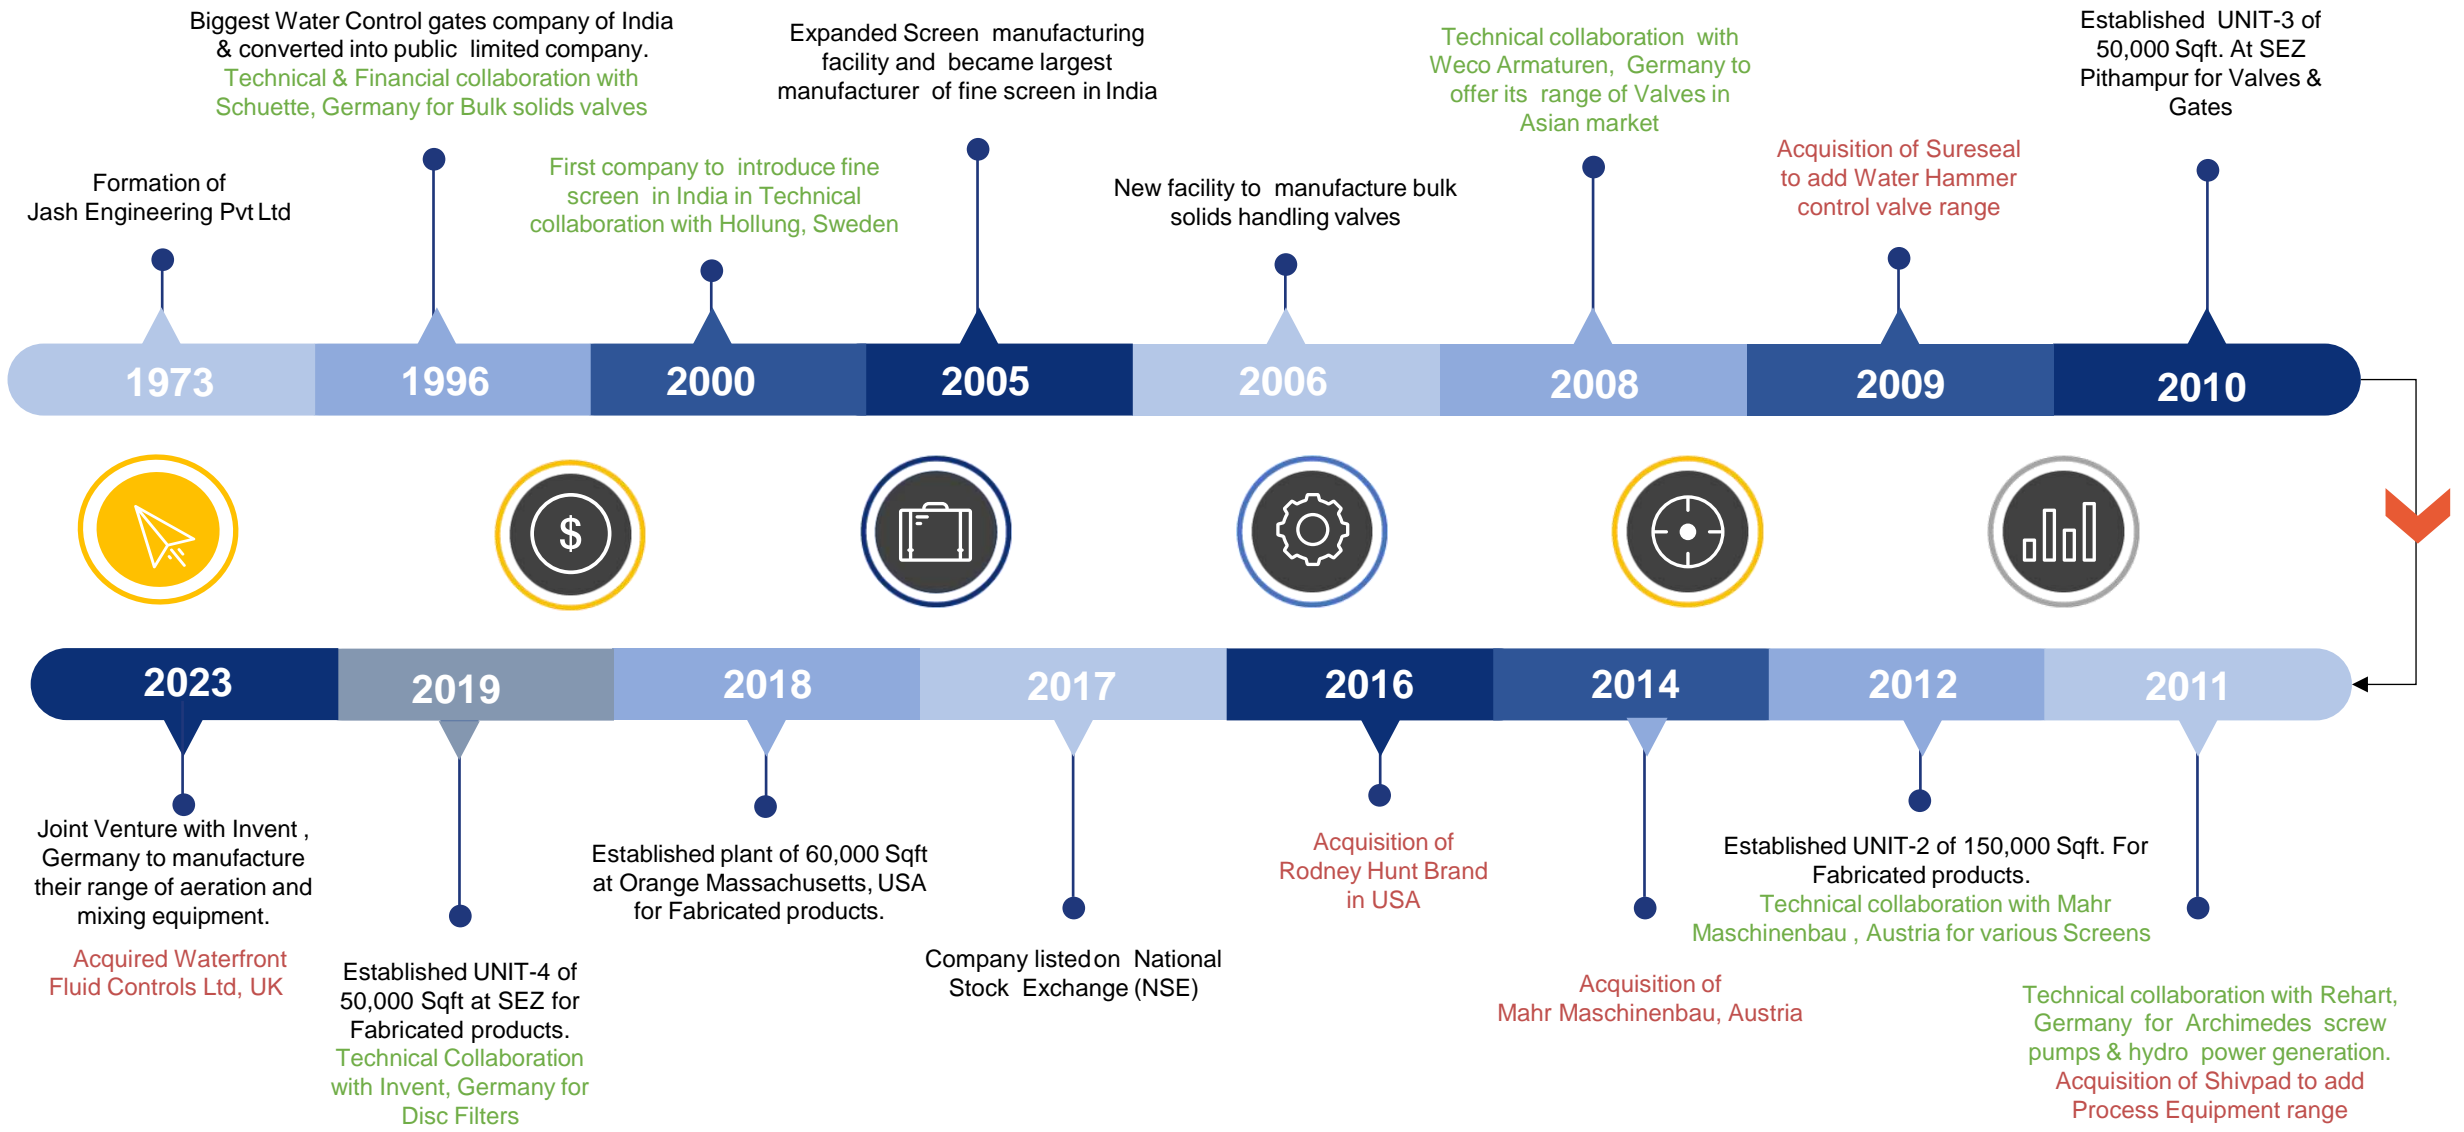 Formation of
Jash Engineering Pvt Ltd
Biggest Water Control gates company of India
& converted into public limited company.
Technical & Financial collaboration with
Schuette, Germany for Bulk solids valves
First company to introduce fine
screen in India in Technical
collaboration with Hollung, Sweden
Expanded Screen manufacturing
facility and became largest
manufacturer of fine screen in India
New facility to manufacture bulk
solids handling valves
Technical collaboration with
Weco Armaturen, Germany to
offer its range of Valves in
Asian market
Acquisition of Sureseal
to add Water Hammer
control valve range
Established UNIT-3 of
50,000 Sqft. At SEZ
Pithampur for Valves &
Gates
1973
1996
2000
2005
2006
2008
2009
2010
$
2023
2019
2018
2017
2016
2014
2012
2011
Joint Venture with Invent ,
Germany to manufacture
their range of aeration and
mixing equipment.
Acquired Waterfront
Fluid Controls Ltd, UK
Established UNIT-4 of
50,000 Sqft at SEZ for
Fabricated products.
Technical Collaboration
with Invent, Germany for
Disc Filters
Established plant of 60,000 Sqft
at Orange Massachusetts, USA
for Fabricated products.
Company listed on National
Stock Exchange (NSE)
Acquisition of
Rodney Hunt Brand
in USA
Acquisition of
Mahr Maschinenbau, Austria
Established UNIT-2 of 150,000 Sqft. For
Fabricated products.
Technical collaboration with Mahr
Maschinenbau , Austria for various Screens
Technical collaboration with Rehart,
Germany for Archimedes screw
pumps & hydro power generation.
Acquisition of Shivpad to add
Process Equipment range